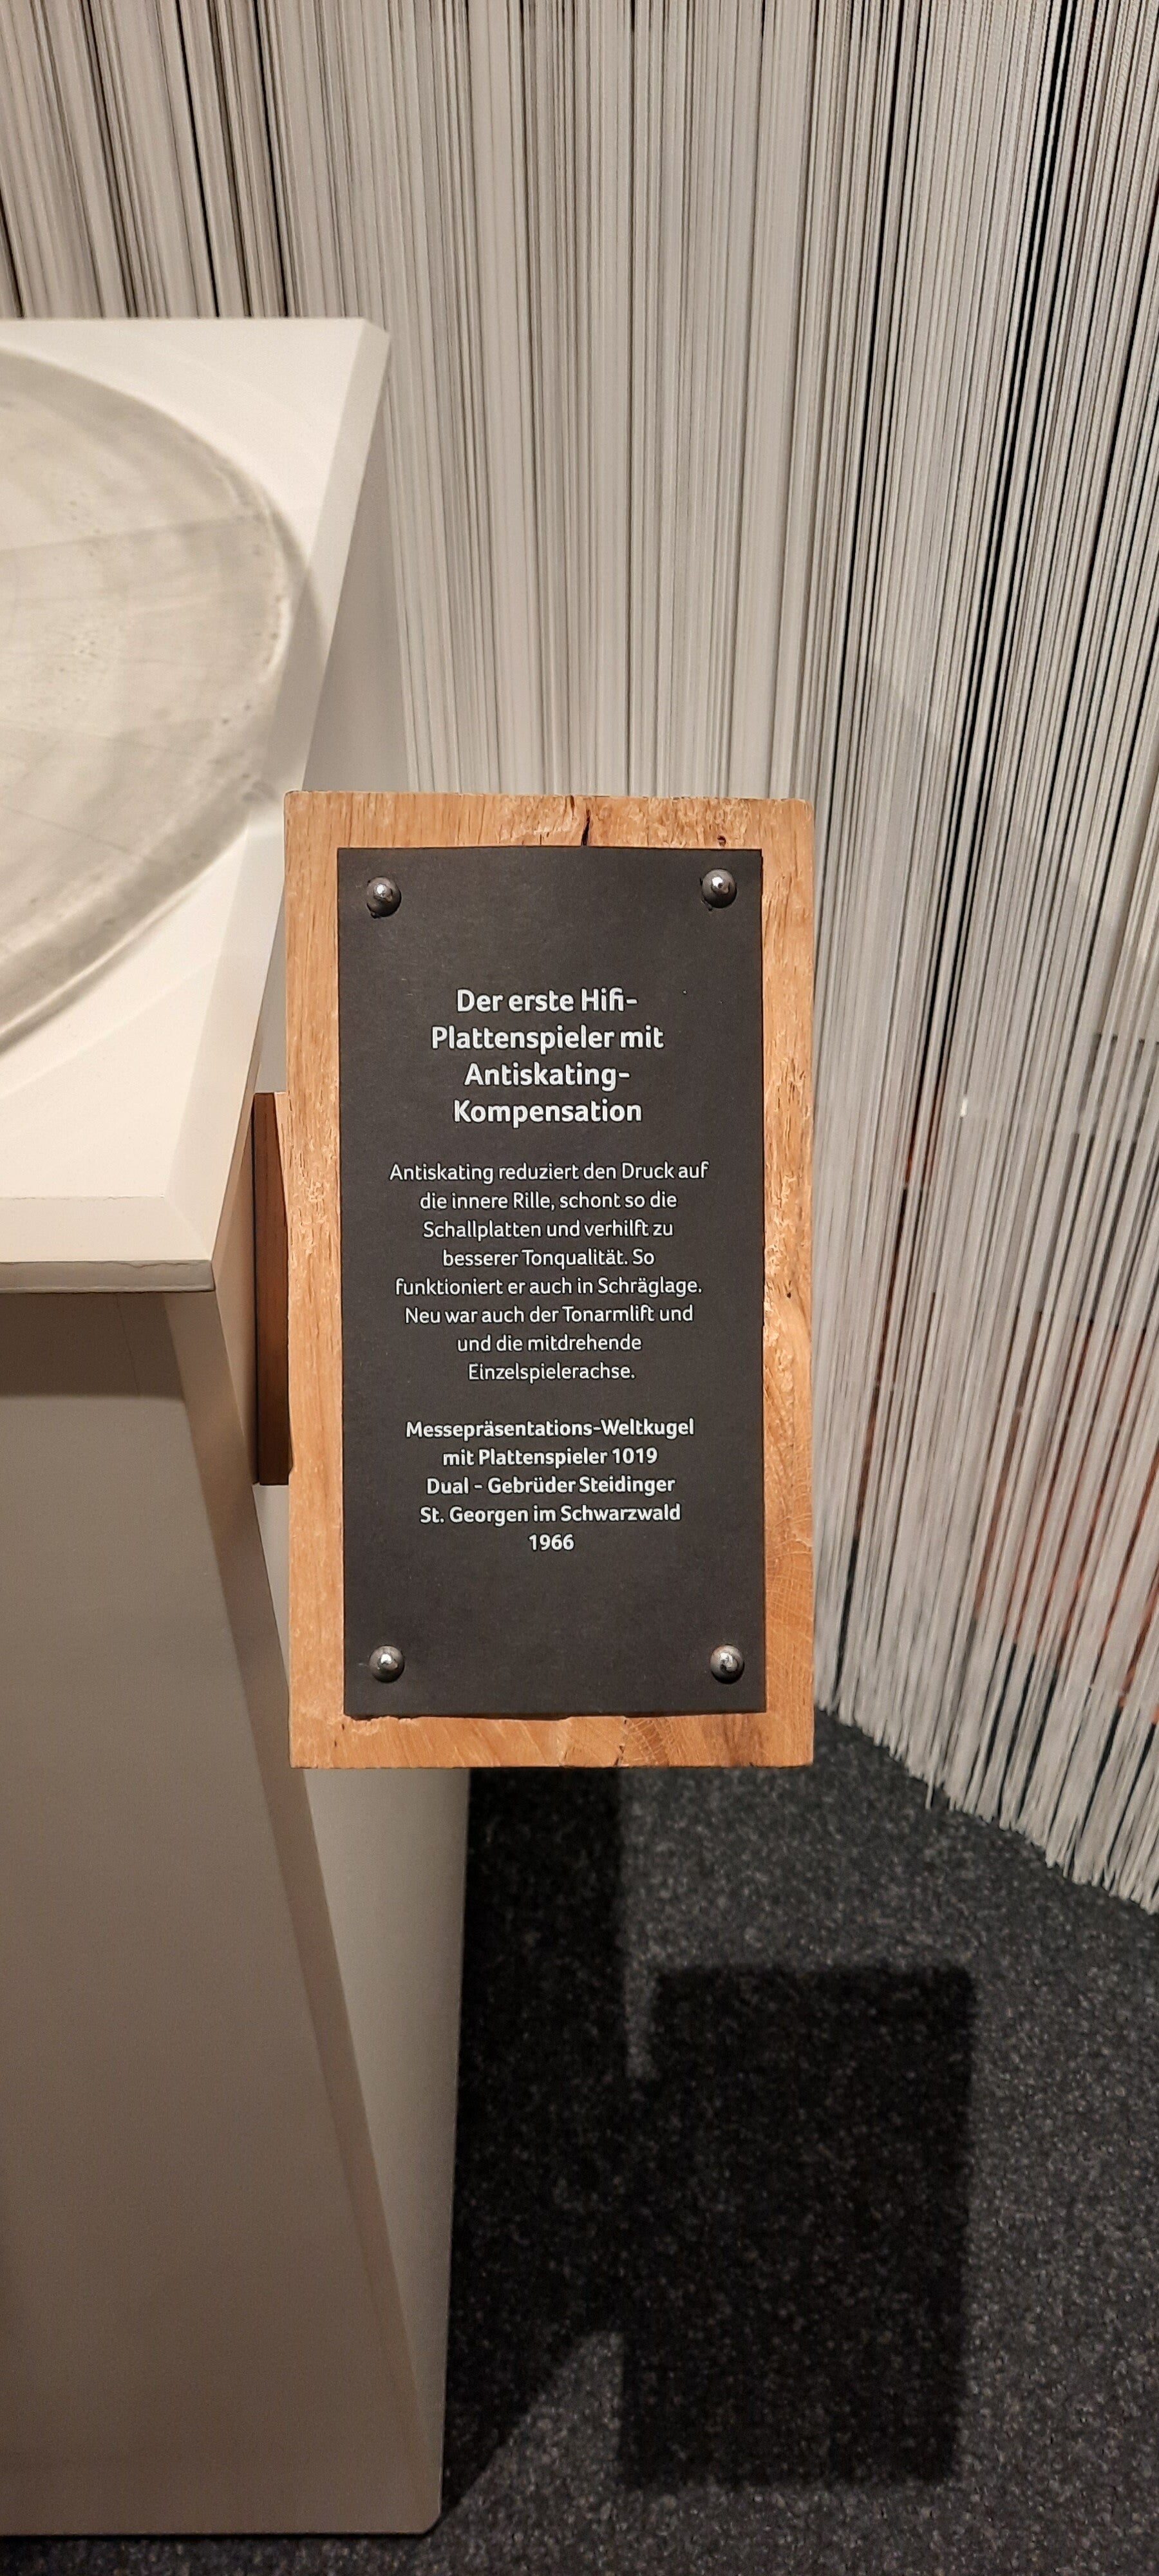 Der erste Hifi-
Plattenspieler mit
Antiskating-
Kompensation
Antiskating reduziert den Druck auf
die innere Rille, schont so die
Schallplatten und verhilft zu
besserer Tonqualität. So
funktioniert er auch in Schräglage.
Neu war auch der Tonarmlift und
und die mitdrehende
Einzelspielerachse.
Messepräsentations-Weltkugel
mit Plattenspieler 1019
Dual - Gebrüder Steidinger
St. Georgen im Schwarzwald
1966